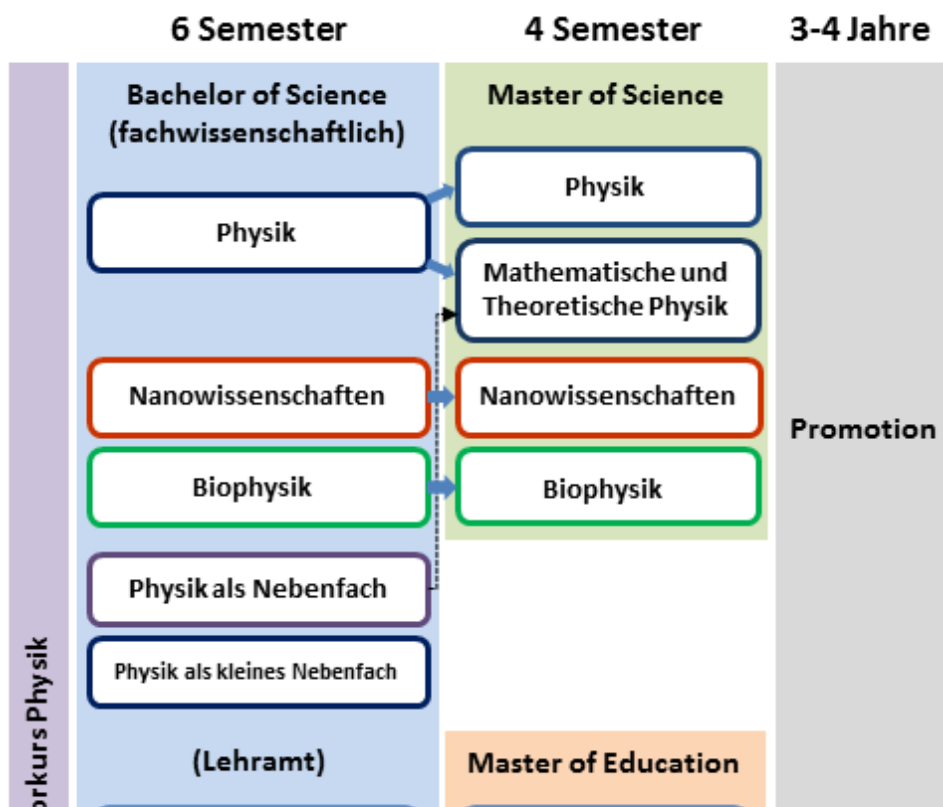 6 Semester
4 Semester
3-4 Jahre
Bachelor of Science
(fachwissenschaftlich)
Master of Science
Physik
Physik
Mathematische und
Theoretische Physik
Nanowissenschaften
Nanowissenschaften
Promotion
Biophysik
Biophysik
Physik als Nebenfach
Physik als kleines Nebenfach
Physik
(Lehramt)
Master of Education